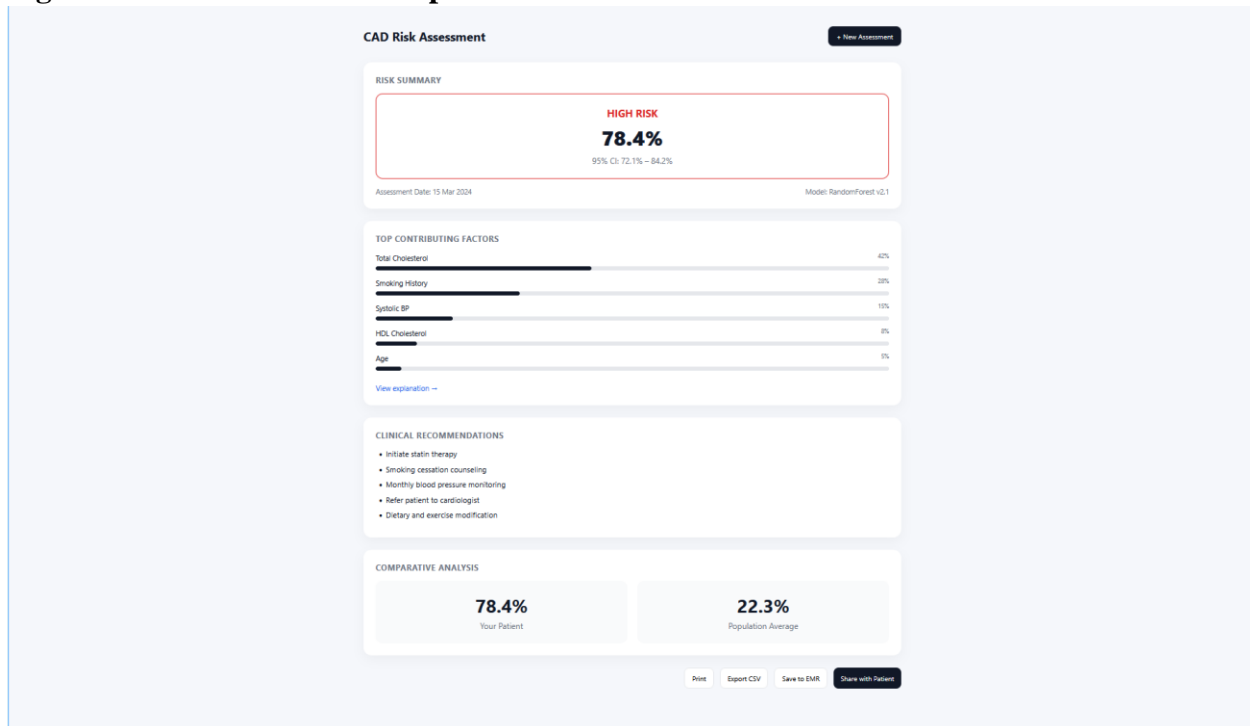 CAD Risk Assessment
+ New Assessment
RISK SUMMARY
HIGH RISK
78.4%
95% CI: 72.1% – 84.2%
Assessment Date: 15 Mar 2024
Model: RandomForest v2.1
TOP CONTRIBUTING FACTORS
Total Cholesterol
42%
Smoking History
28%
Systolic BP
15%
HDL Cholesterol
8%
Age
5%
View explanation →
CLINICAL RECOMMENDATIONS
• Initiate statin therapy
• Smoking cessation counseling
• Monthly blood pressure monitoring
• Refer patient to cardiologist
• Dietary and exercise modification
COMPARATIVE ANALYSIS
78.4%
Your Patient
22.3%
Population Average
Print
Export CSV
Save to EMR
Share with Patient